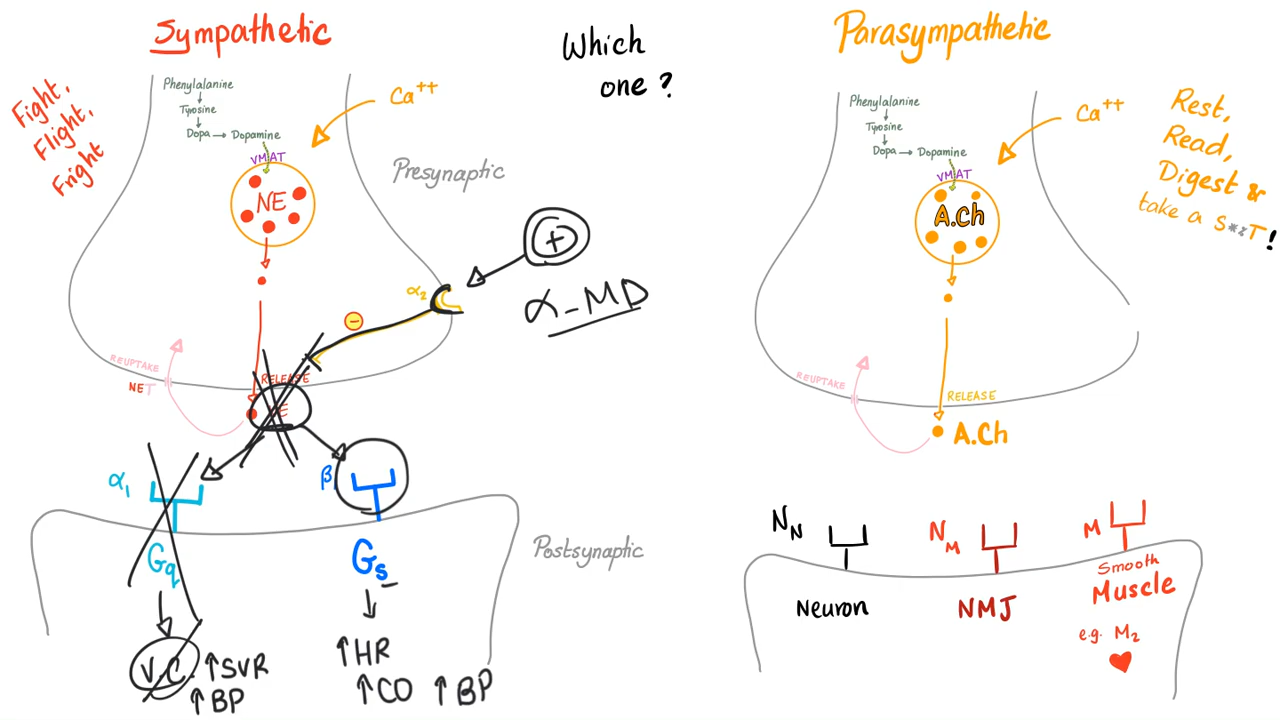 Sympathetic
Fight,
Flight,
Fright
Phenylalanine
Tyrosine
Dopa → Dopamine
VMAT
NE
Ca++
Presynaptic
α2
+
α-MD
−
REUPTAKE
NET
RELEASE
α1
β1
Gq
Gs
Postsynaptic
V.C. ↑SVR
↑BP
↑HR
↑CO ↑BP
Which
one?
Parasympathetic
Rest,
Read,
Digest &
take a S**T!
Phenylalanine
Tyrosine
Dopa → Dopamine
VMAT
A.Ch
Ca++
REUPTAKE
RELEASE
A.Ch
NN
NM
M
Neuron
NMJ
Smooth
Muscle
e.g. M2